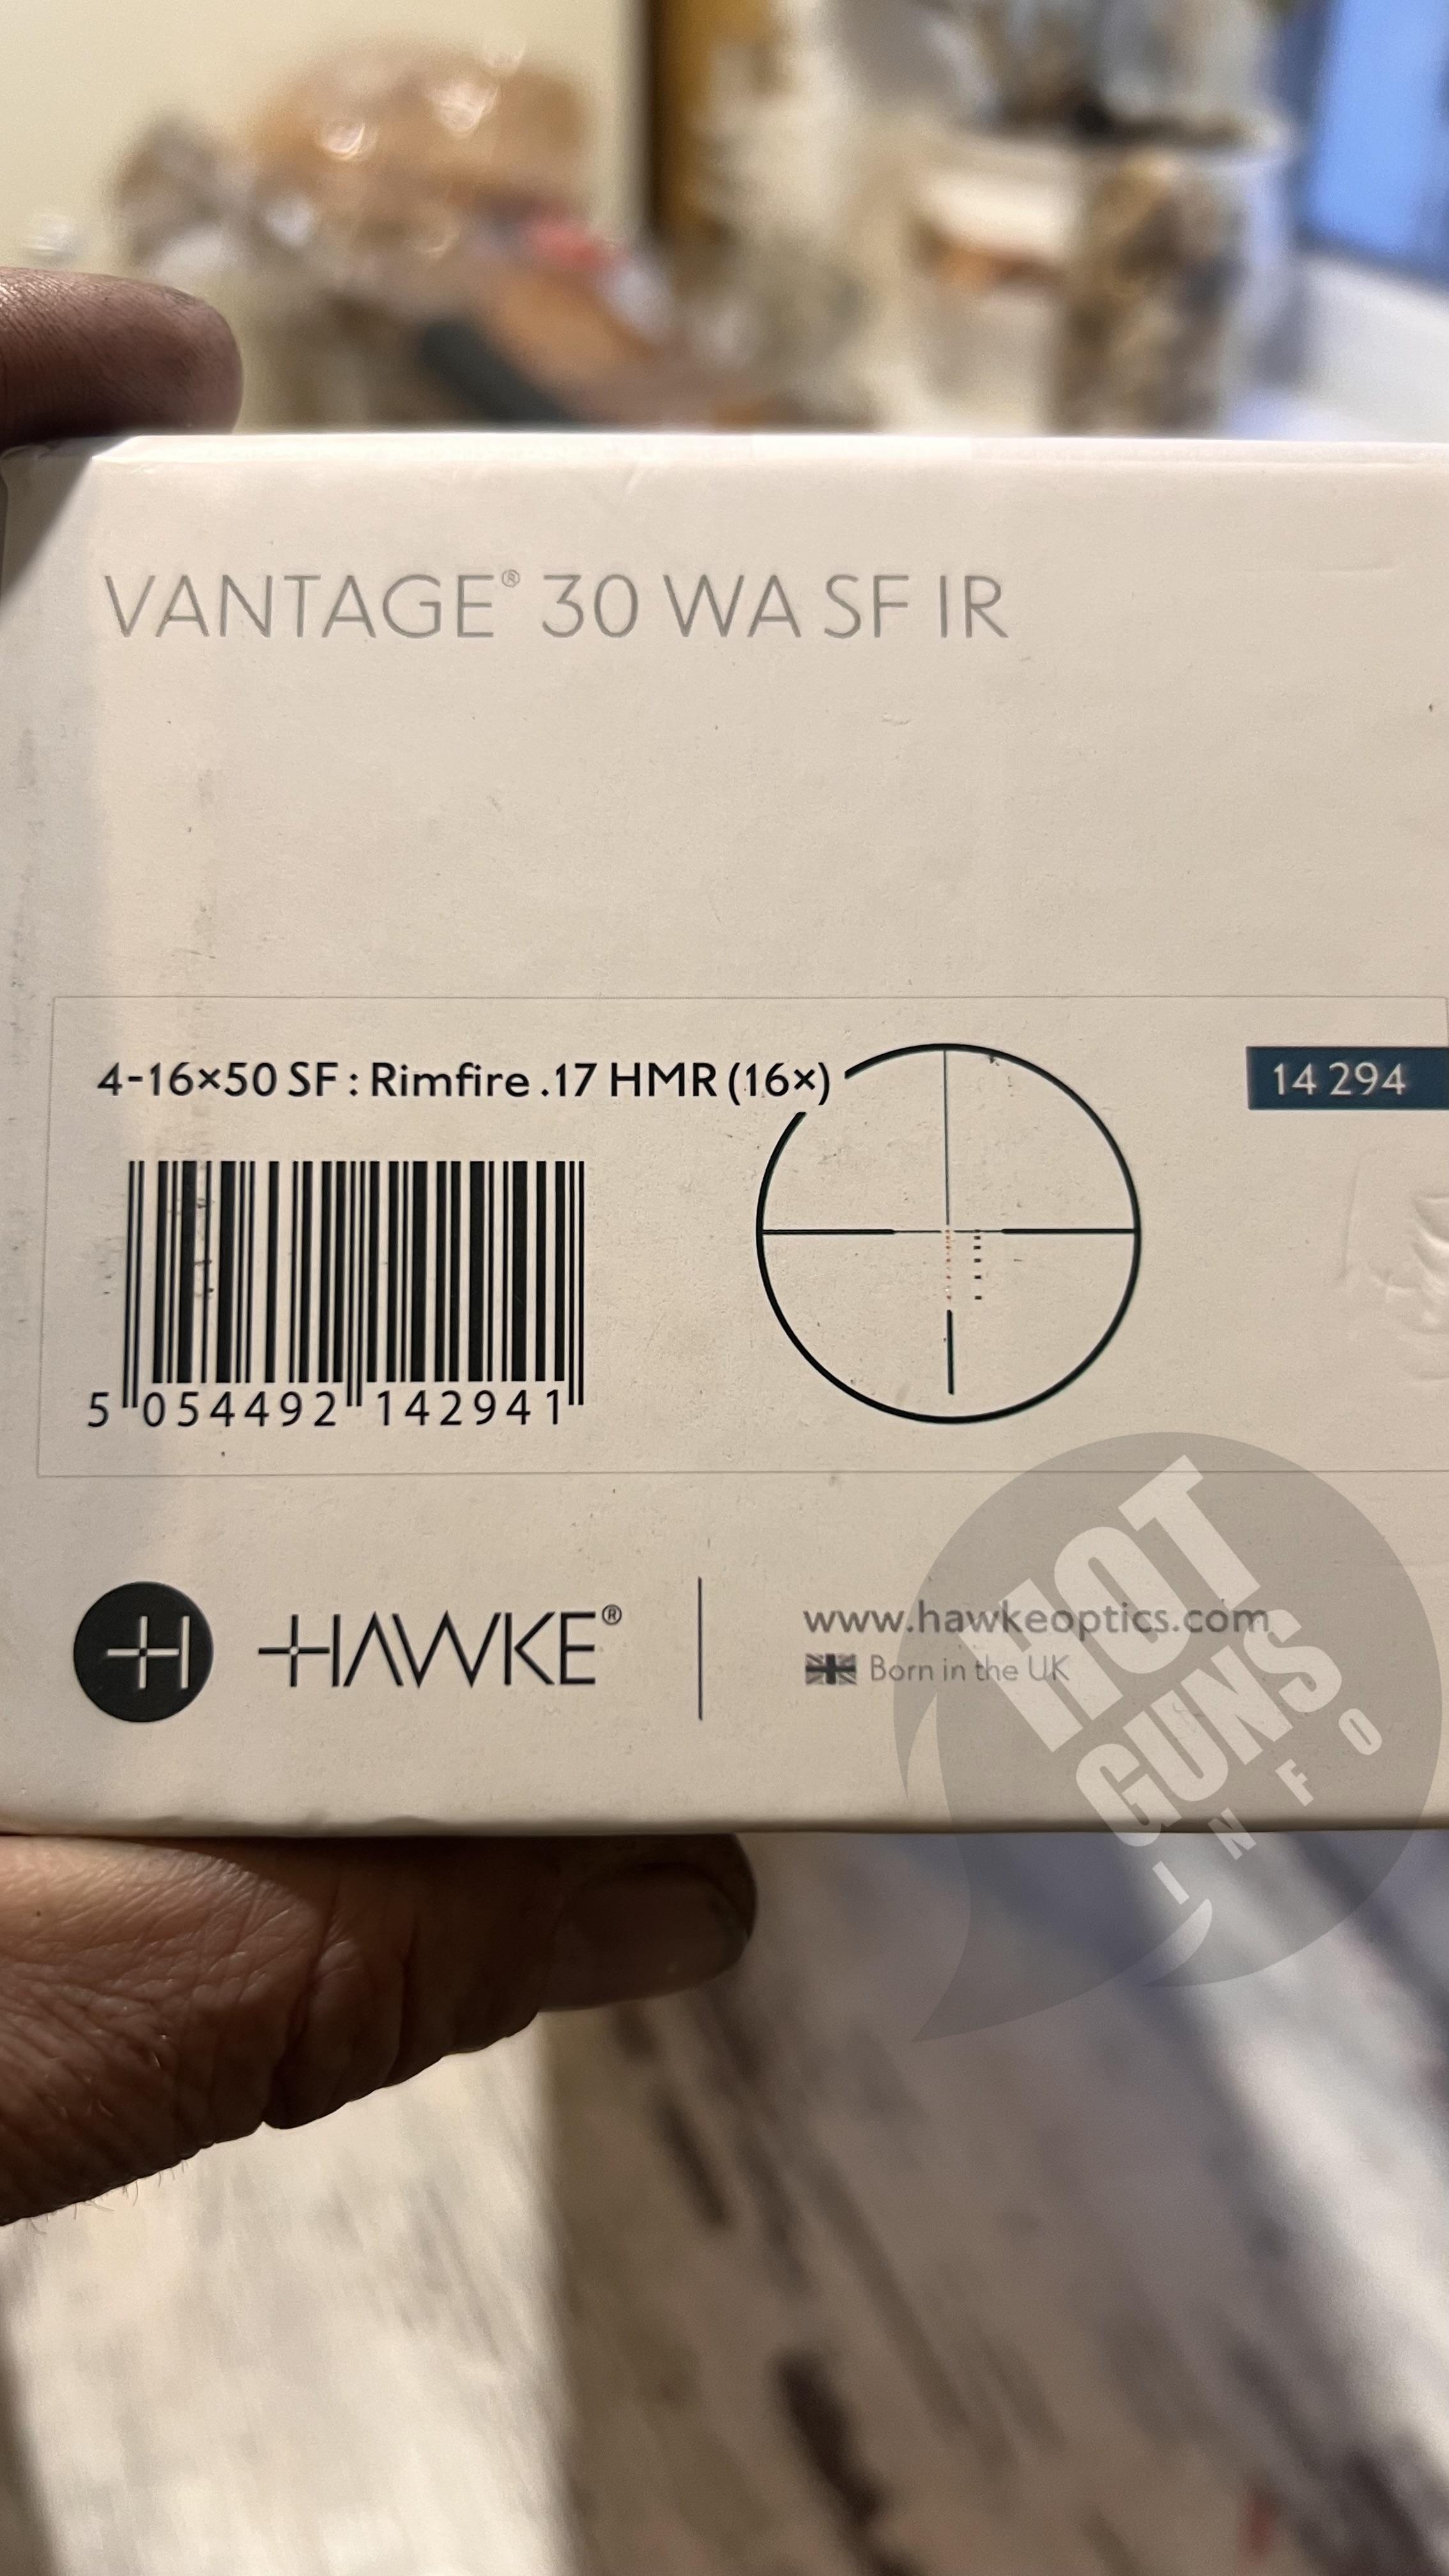 VANTAGE® 30 WA SF IR
4-16×50 SF : Rimfire .17 HMR (16×)
14 294
5 054492 142941
H HAWKE®
www.hawkeoptics.com
Born in the UK
HOT
GUNS
INFO